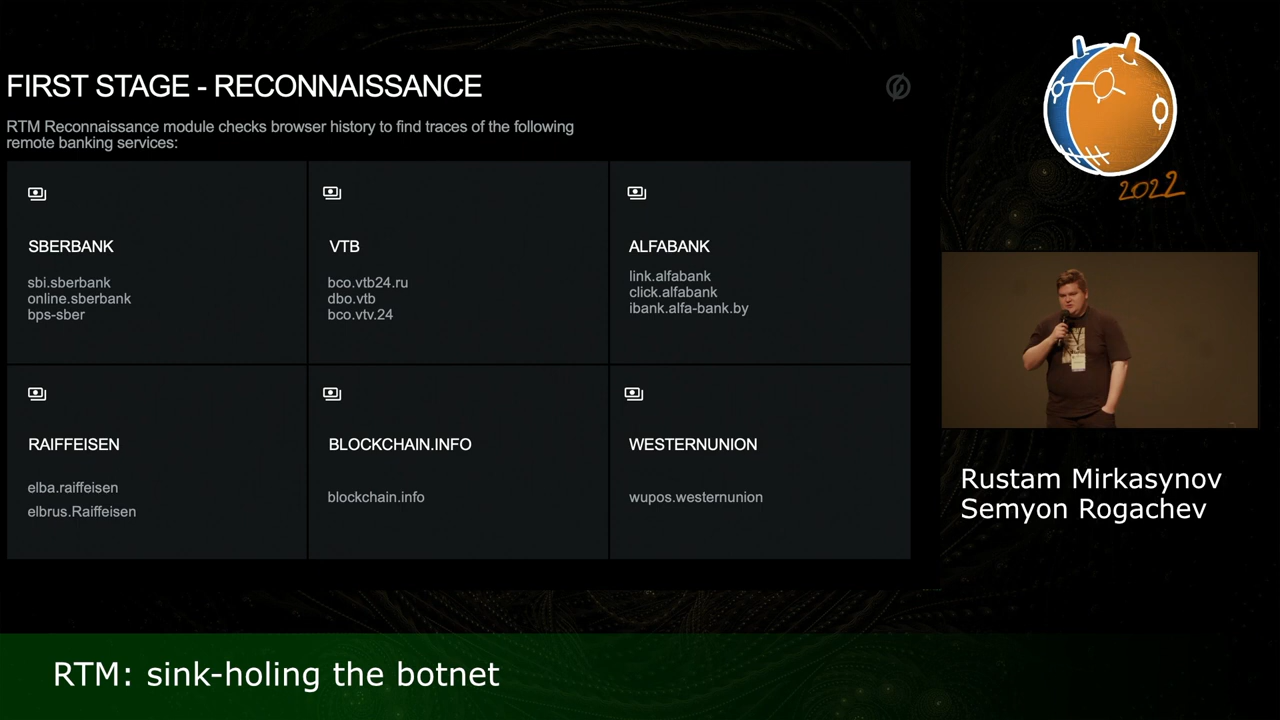 FIRST STAGE - RECONNAISSANCE
RTM Reconnaissance module checks browser history to find traces of the following
remote banking services:
SBERBANK
sbi.sberbank
online.sberbank
bps-sber
VTB
bco.vtb24.ru
dbo.vtb
bco.vtv.24
ALFABANK
link.alfabank
click.alfabank
ibank.alfa-bank.by
RAIFFEISEN
elba.raiffeisen
elbrus.Raiffeisen
BLOCKCHAIN.INFO
blockchain.info
WESTERNUNION
wupos.westernunion
2022
Rustam Mirkasynov
Semyon Rogachev
RTM: sink-holing the botnet